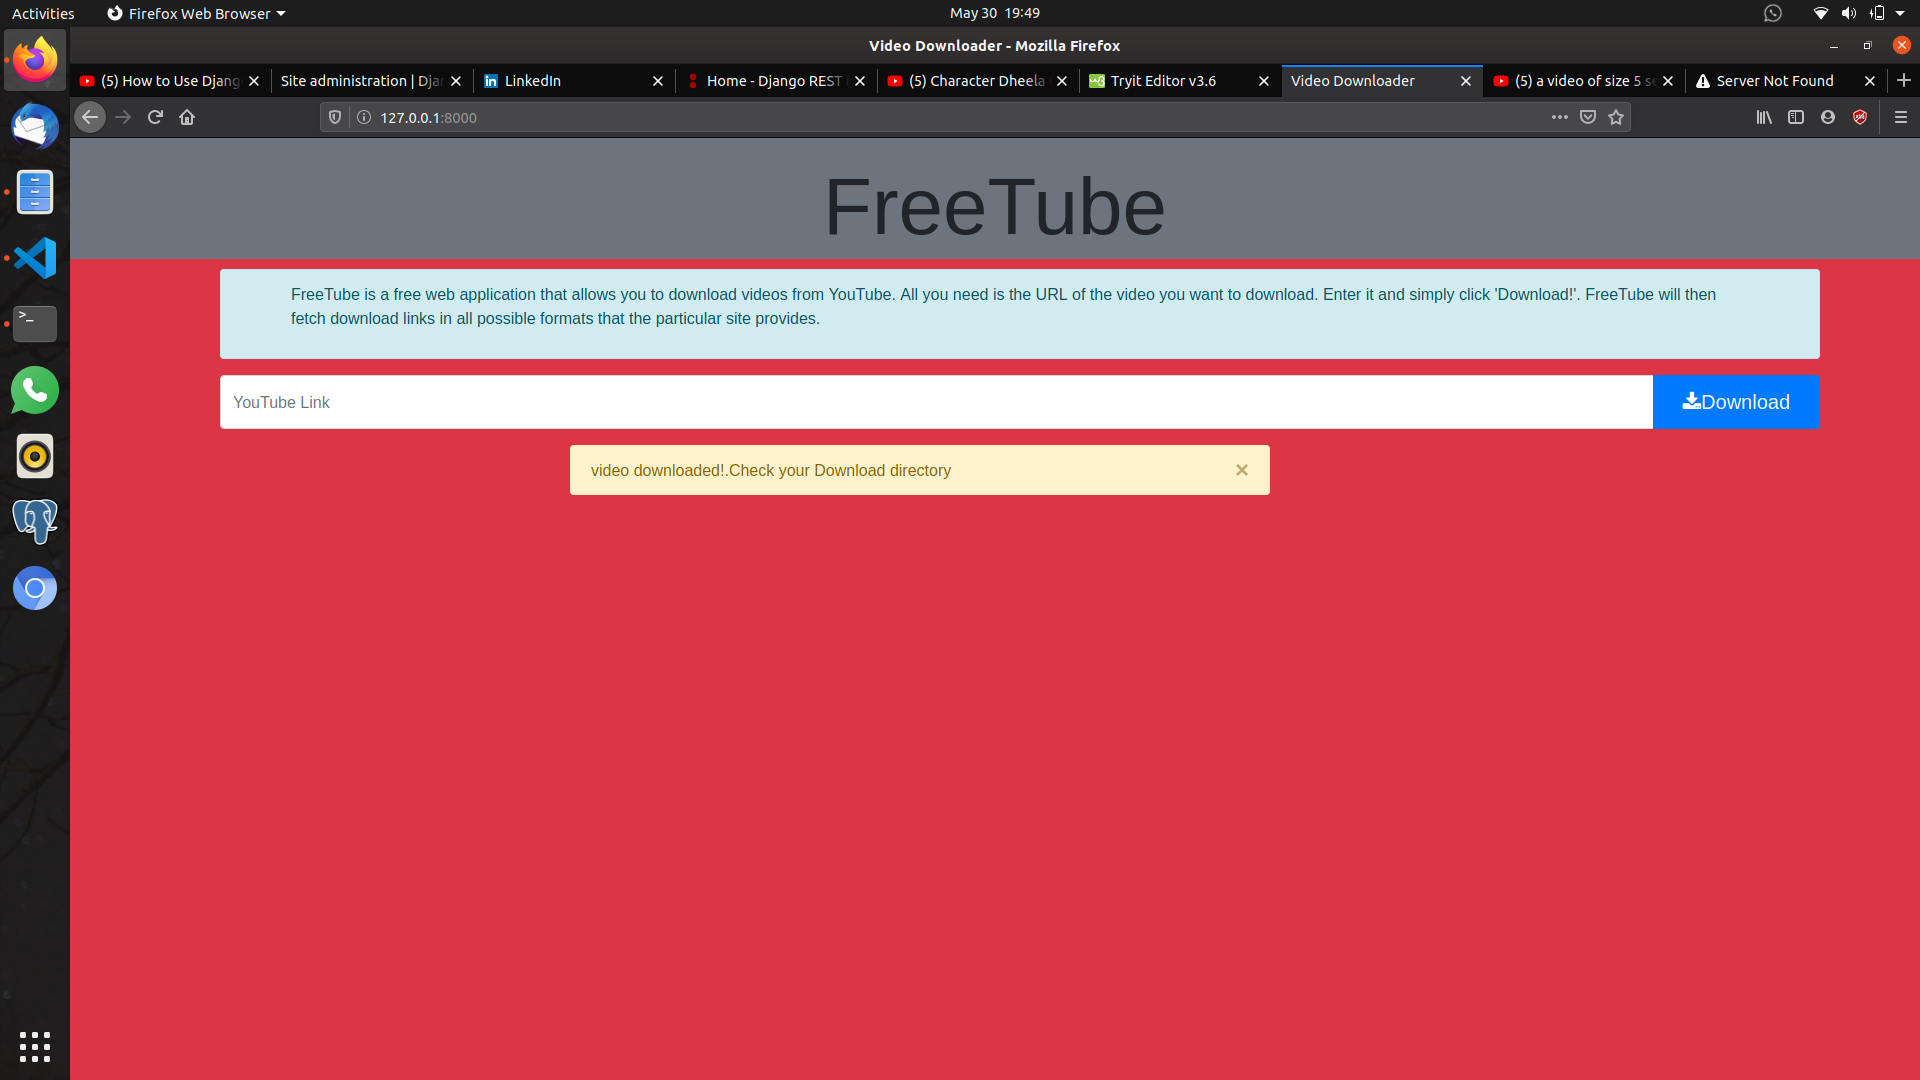 Activities
Firefox Web Browser
May 30 19:49
Video Downloader - Mozilla Firefox
(5) How to Use Djang
Site administration | Djan
LinkedIn
Home - Django REST
(5) Character Dheela
Tryit Editor v3.6
Video Downloader
(5) a video of size 5 se
Server Not Found
127.0.0.1:8000
FreeTube
FreeTube is a free web application that allows you to download videos from YouTube. All you need is the URL of the video you want to download. Enter it and simply click 'Download!'. FreeTube will then
fetch download links in all possible formats that the particular site provides.
YouTube Link
Download
video downloaded!.Check your Download directory